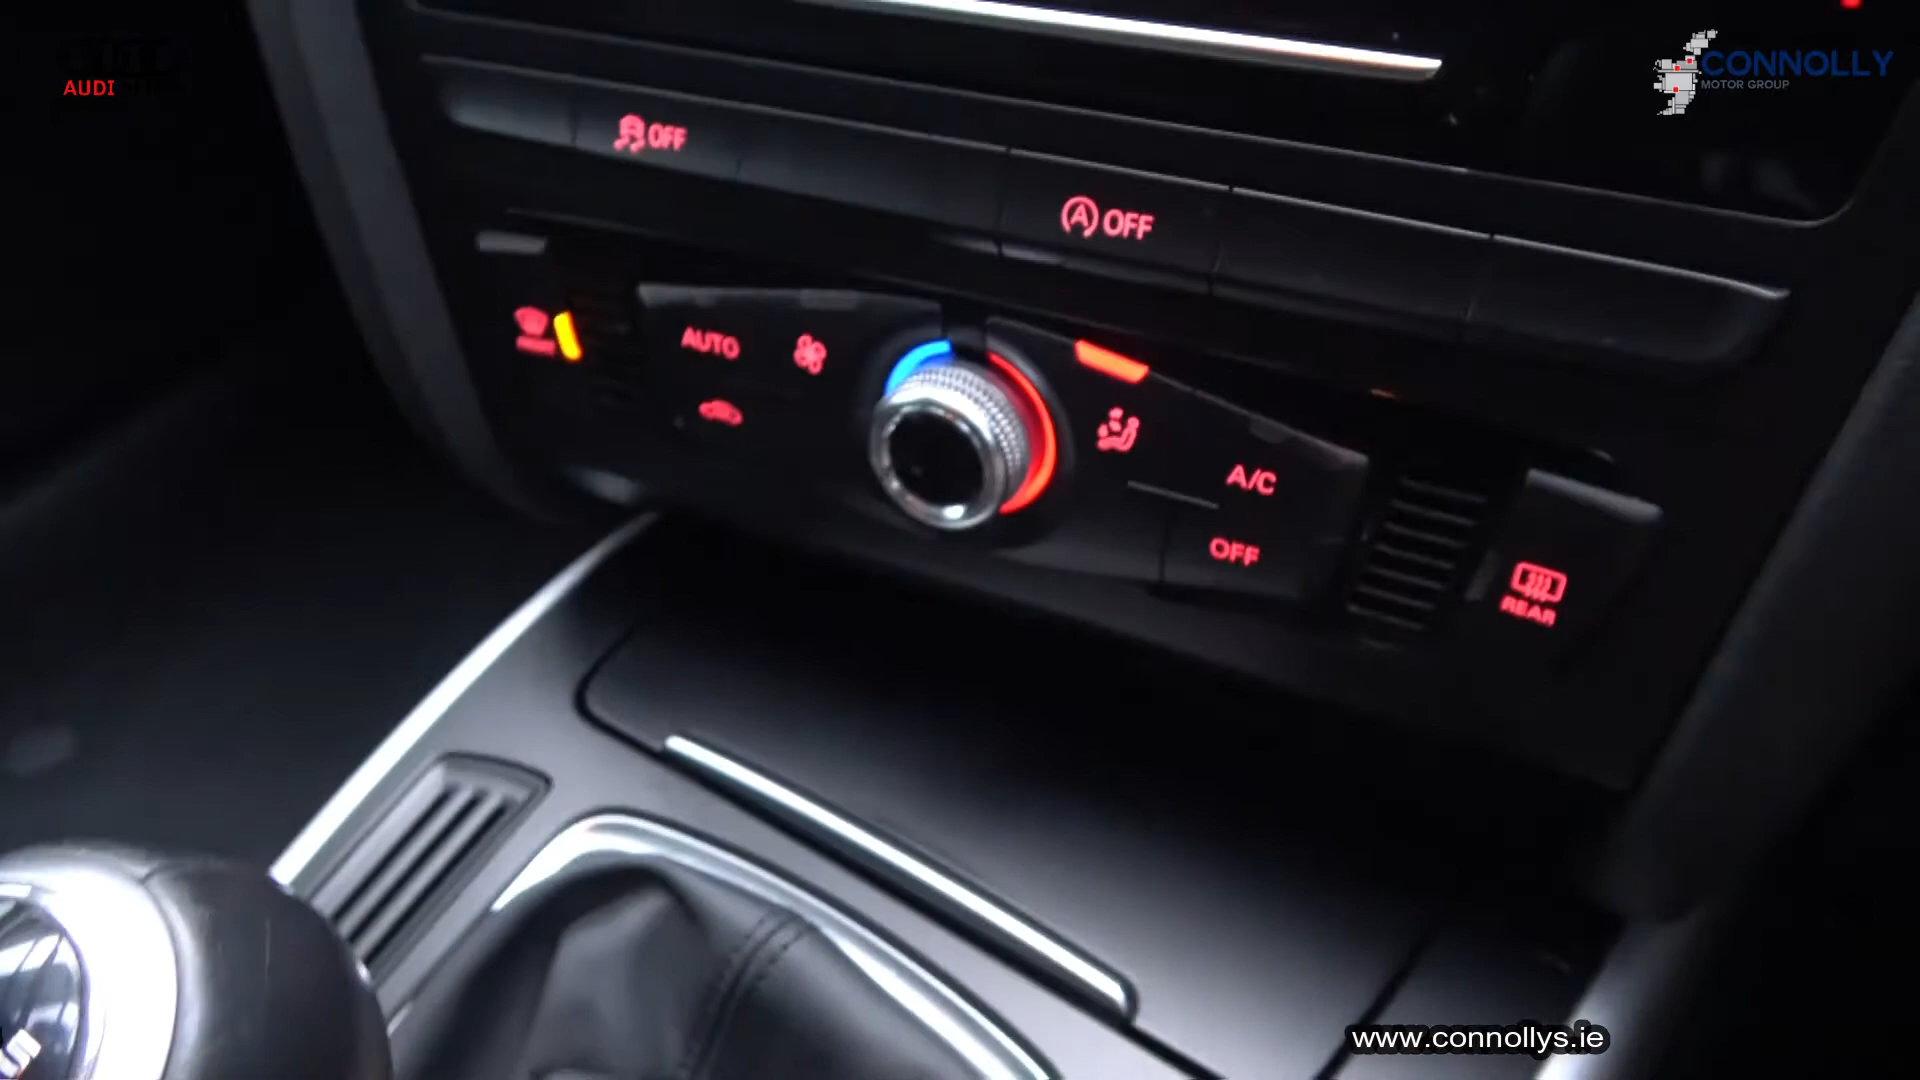 AUDI
CONNOLLY
MOTOR GROUP
OFF
A OFF
AUTO
A/C
OFF
REAR
www.connollys.ie